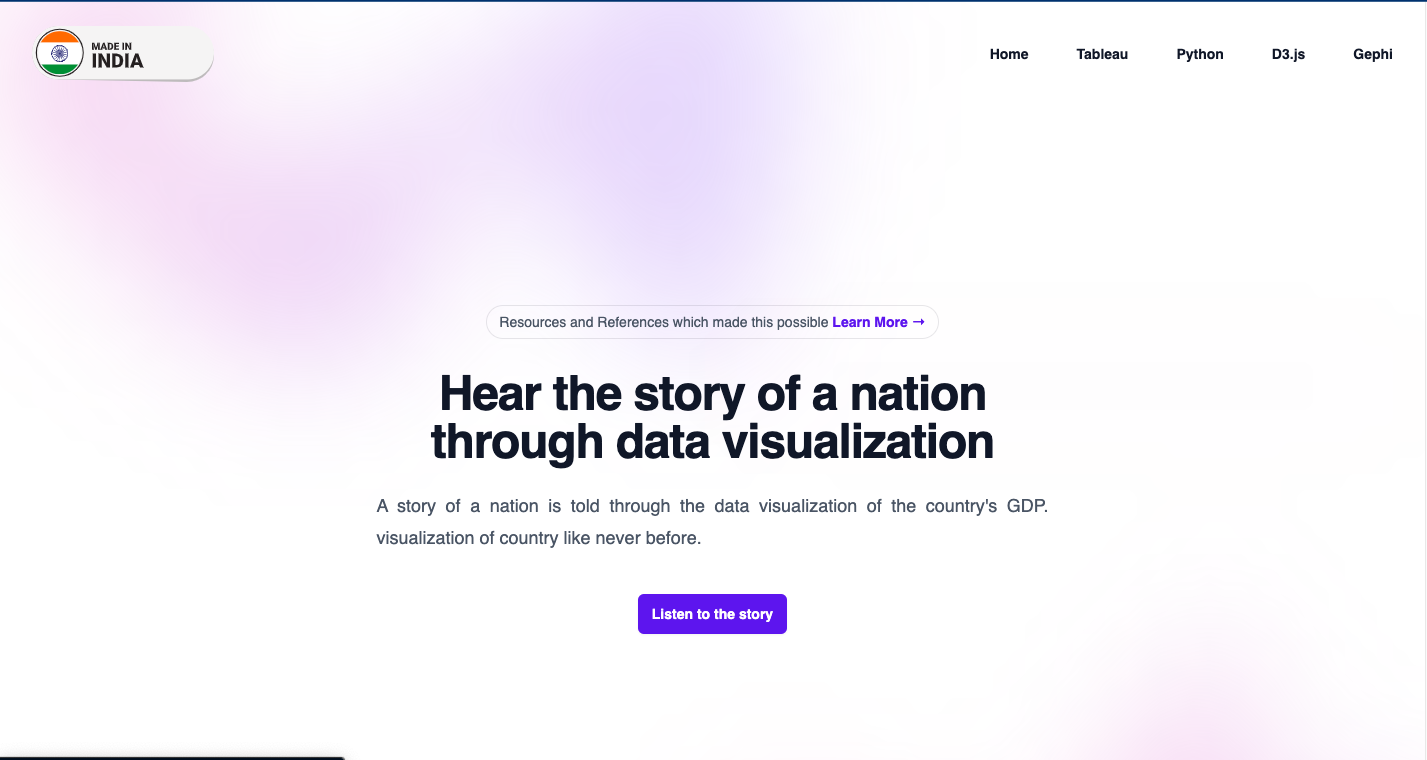 MADE IN
INDIA
Home
Tableau
Python
D3.js
Gephi
Resources and References which made this possible Learn More →
Hear the story of a nation
through data visualization
A story of a nation is told through the data visualization of the country's GDP.
visualization of country like never before.
Listen to the story